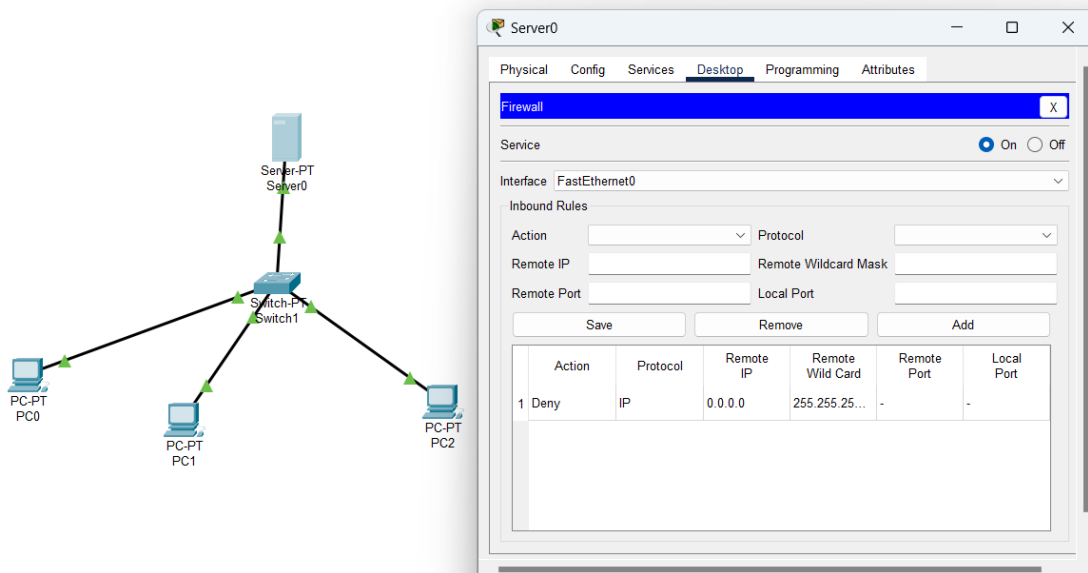 Server0
Physical Config Services Desktop Programming Attributes
Firewall X
Service On Off
Interface FastEthernet0
Inbound Rules
Action Protocol
Remote IP Remote Wildcard Mask
Remote Port Local Port
Save Remove Add
Action Protocol Remote IP Remote Wild Card Remote Port Local Port
1 Deny IP 0.0.0.0 255.255.25... - -
Server-PT
Server0
Switch-PT
Switch1
PC-PT
PC0
PC-PT
PC1
PC-PT
PC2